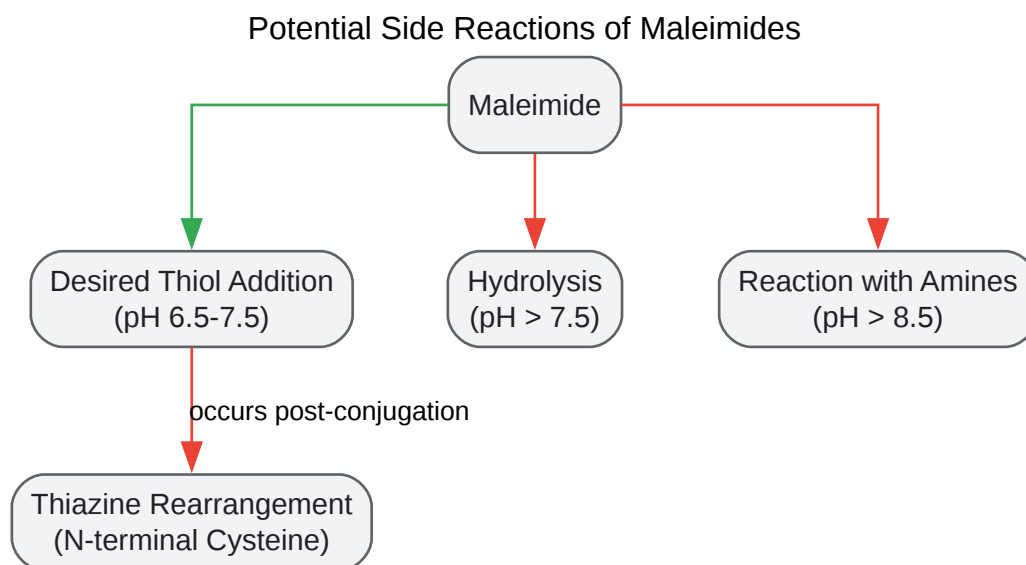 Potential Side Reactions of Maleimides
Maleimide
Desired Thiol Addition
(pH 6.5-7.5)
Hydrolysis
(pH > 7.5)
Reaction with Amines
(pH > 8.5)
occurs post-conjugation
Thiazine Rearrangement
(N-terminal Cysteine)